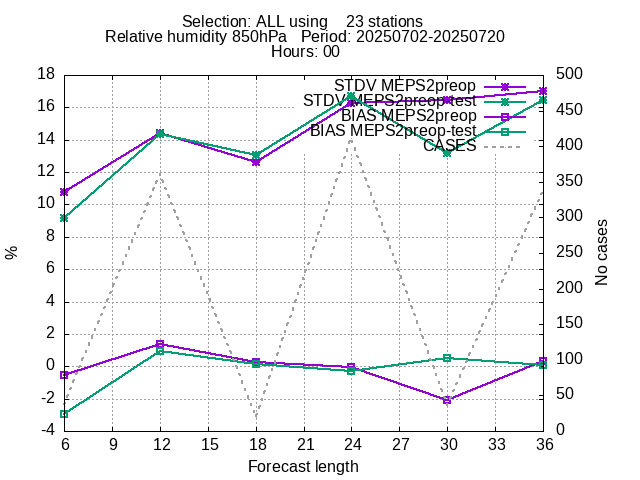 Selection: ALL using    23 stations
Relative humidity 850hPa   Period: 20250702-20250720
Hours: 00
STDV MEPS2preop
STDV MEPS2preop-test
BIAS MEPS2preop
BIAS MEPS2preop-test
CASES
18
16
14
12
10
8
6
4
2
0
-2
-4
%
500
450
400
350
300
250
200
150
100
50
0
No cases
6 9 12 15 18 21 24 27 30 33 36
Forecast length